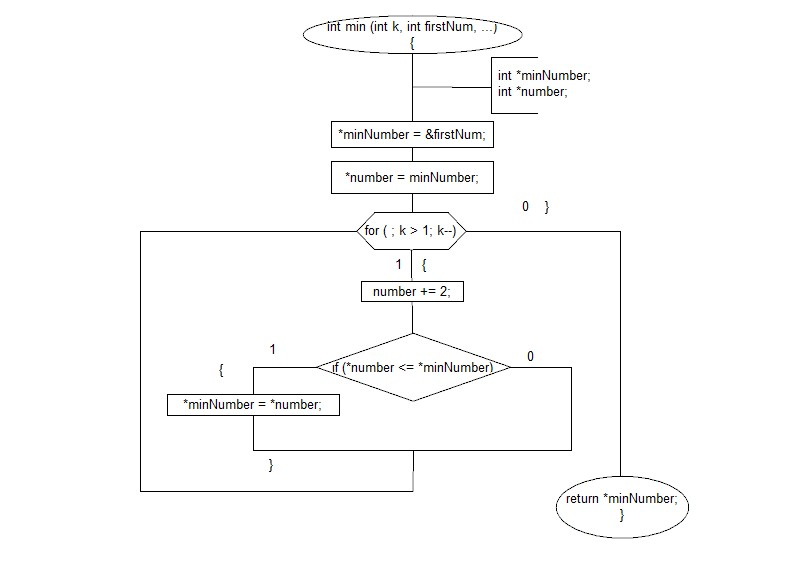 int min (int k, int firstNum, ...)
{
int *minNumber;
int *number;
*minNumber = &firstNum;
*number = minNumber;
0 }
for ( ; k > 1; k--)
1 {
number += 2;
1
0
{
if (*number <= *minNumber)
*minNumber = *number;
}
return *minNumber;
}